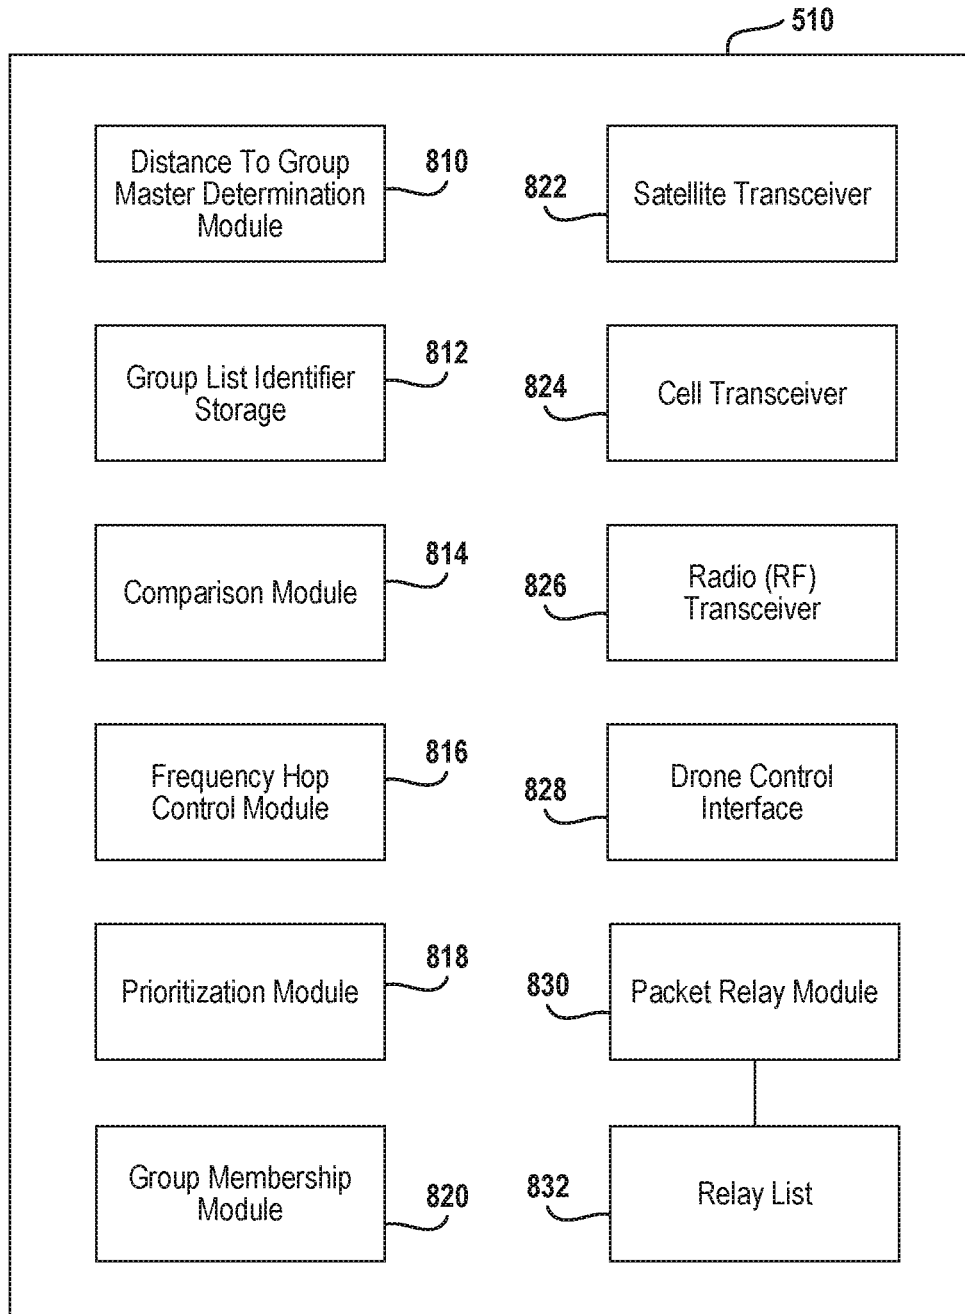 510
Distance To Group
Master Determination
Module
810
822
Satellite Transceiver
Group List Identifier
Storage
812
824
Cell Transceiver
Comparison Module
814
826
Radio (RF)
Transceiver
Frequency Hop
Control Module
816
828
Drone Control
Interface
Prioritization Module
818
830
Packet Relay Module
Group Membership
Module
820
832
Relay List